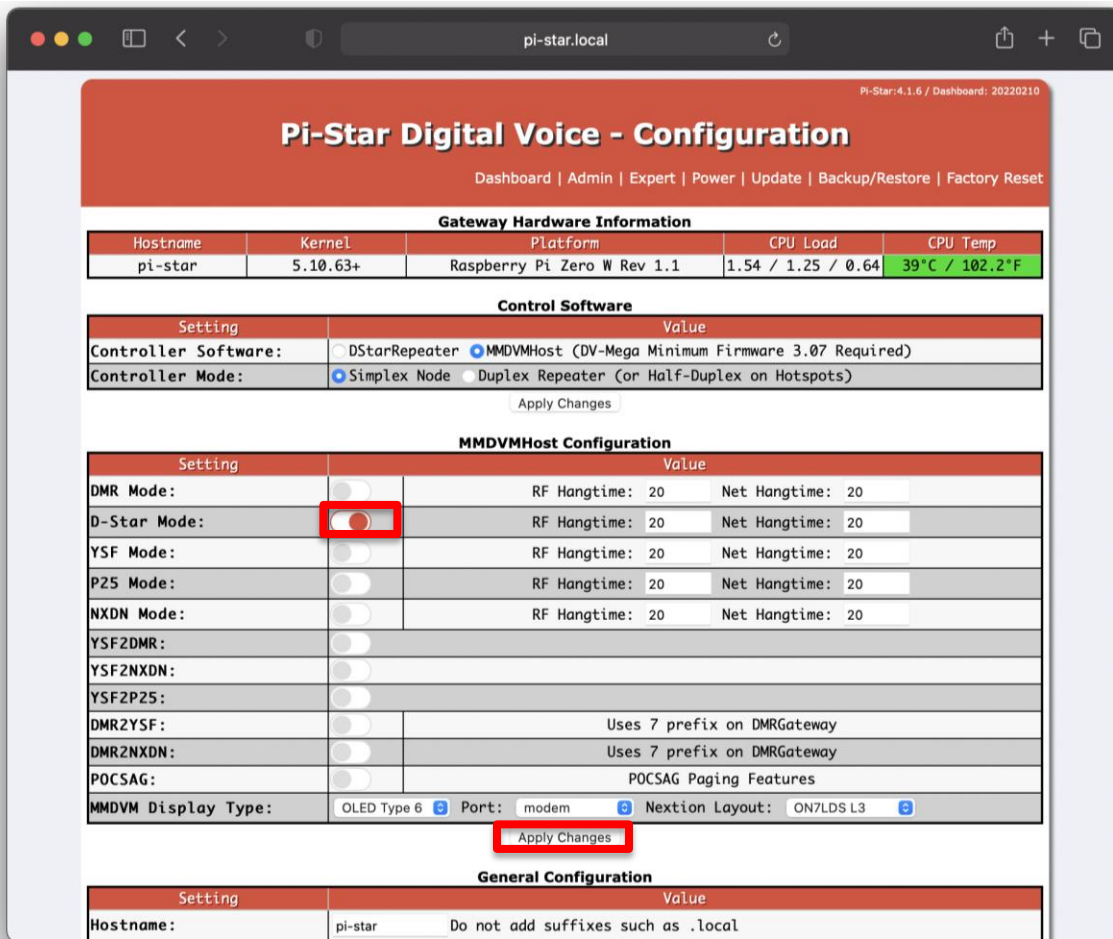 pi-star.local
Pi-Star:4.1.6 / Dashboard: 20220210
Pi-Star Digital Voice - Configuration
Dashboard | Admin | Expert | Power | Update | Backup/Restore | Factory Reset
Gateway Hardware Information
Hostname Kernel Platform CPU Load CPU Temp
pi-star 5.10.63+ Raspberry Pi Zero W Rev 1.1 1.54 / 1.25 / 0.64 39°C / 102.2°F
Control Software
Setting Value
Controller Software: DStarRepeater MMDVMHost (DV-Mega Minimum Firmware 3.07 Required)
Controller Mode: Simplex Node Duplex Repeater (or Half-Duplex on Hotspots)
Apply Changes
MMDVMHost Configuration
Setting Value
DMR Mode: RF Hangtime: 20 Net Hangtime: 20
D-Star Mode: RF Hangtime: 20 Net Hangtime: 20
YSF Mode: RF Hangtime: 20 Net Hangtime: 20
P25 Mode: RF Hangtime: 20 Net Hangtime: 20
NXDN Mode: RF Hangtime: 20 Net Hangtime: 20
YSF2DMR:
YSF2NXDN:
YSF2P25:
DMR2YSF: Uses 7 prefix on DMRGateway
DMR2NXDN: Uses 7 prefix on DMRGateway
POCSAG: POCSAG Paging Features
MMDVM Display Type: OLED Type 6 Port: modem Nextion Layout: ON7LDS L3
Apply Changes
General Configuration
Setting Value
Hostname: pi-star Do not add suffixes such as .local